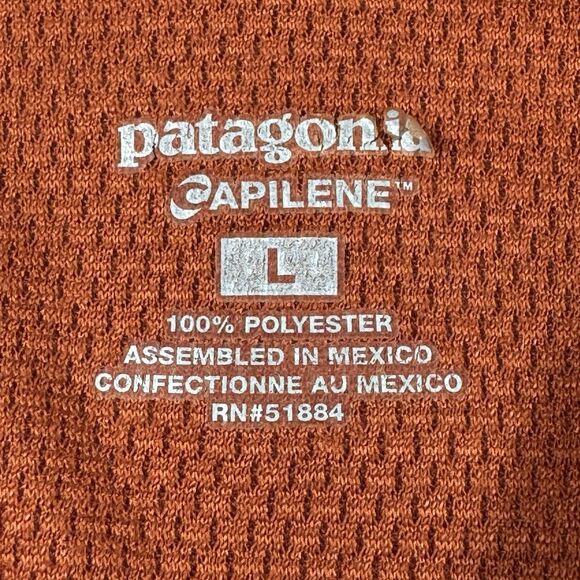 patagonia
CAPILENE™
L
100% POLYESTER
ASSEMBLED IN MEXICO
CONFECTIONNE AU MEXICO
RN#51884